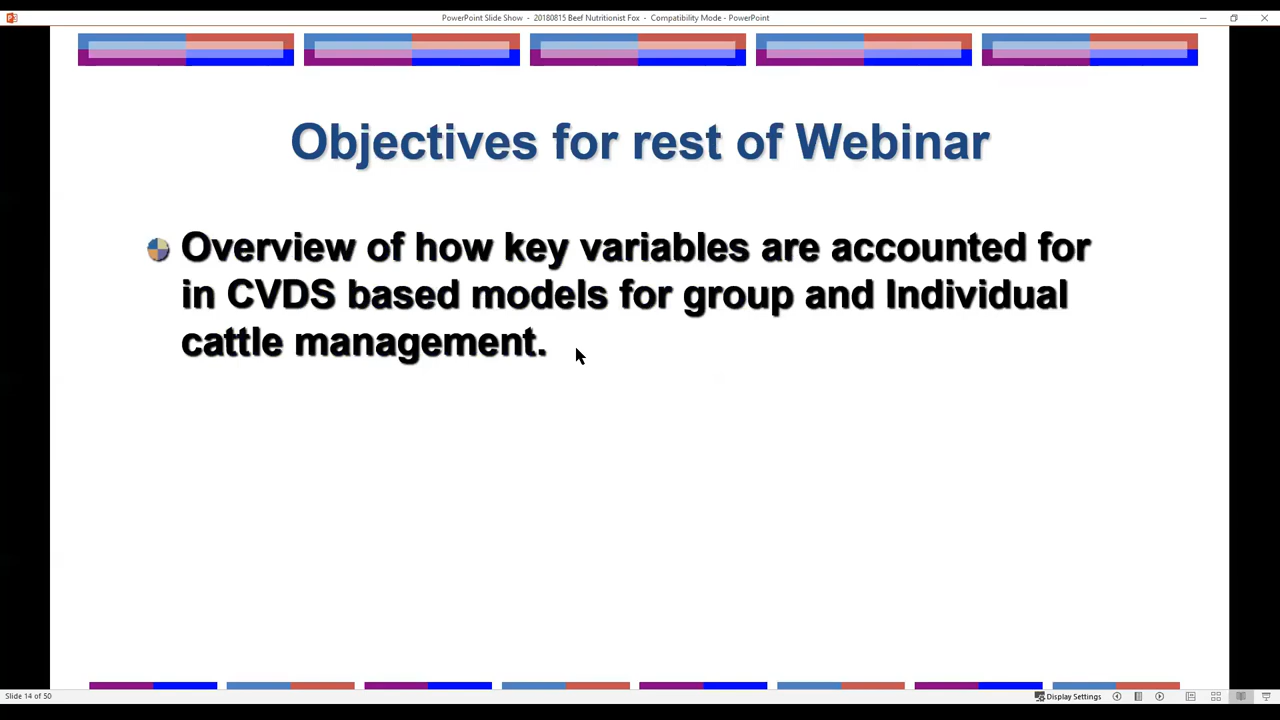 PowerPoint Slide Show - 20180815 Beef Nutritionist Fox - Compatibility Mode - PowerPoint
Objectives for rest of Webinar
Overview of how key variables are accounted for
in CVDS based models for group and Individual
cattle management.
Slide 14 of 50
Display Settings